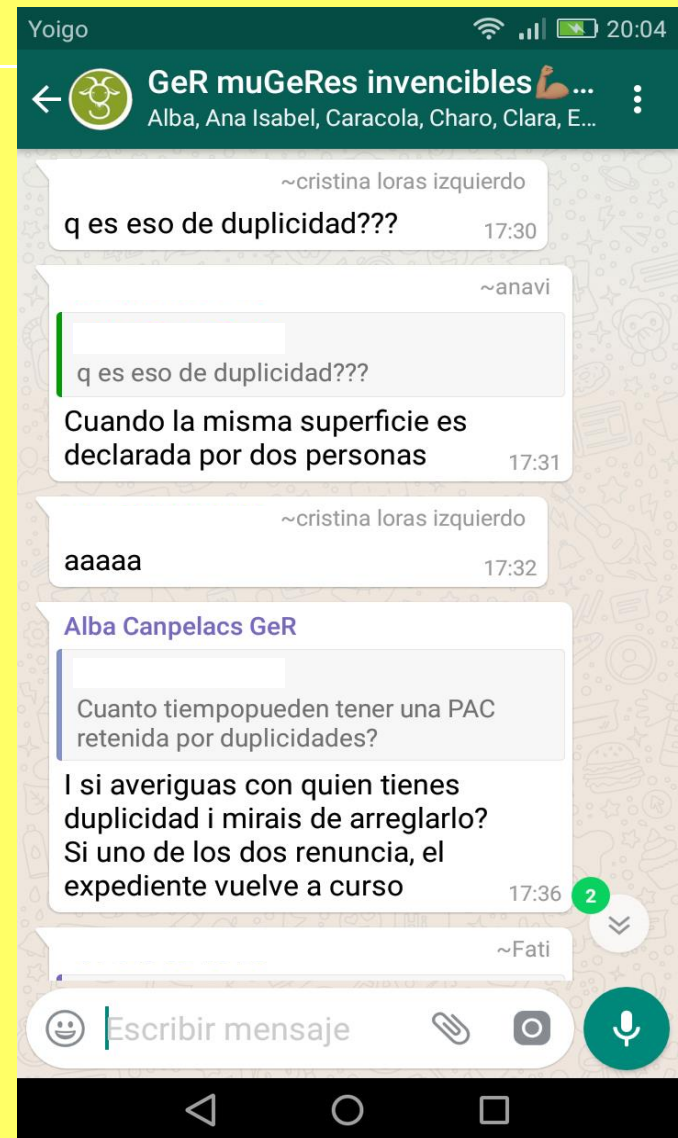 Yoigo 20:04
GeR muGeRes invencibles💪🏽...
Alba, Ana Isabel, Caracola, Charo, Clara, E...
~cristina loras izquierdo
q es eso de duplicidad???
17:30
~anavi
q es eso de duplicidad???
Cuando la misma superficie es
declarada por dos personas
17:31
~cristina loras izquierdo
aaaaa
17:32
Alba Canpelacs GeR
Cuanto tiempopueden tener una PAC
retenida por duplicidades?
I si averiguas con quien tienes
duplicidad i mirais de arreglarlo?
Si uno de los dos renuncia, el
expediente vuelve a curso
17:36
2
~Fati
Escribir mensaje